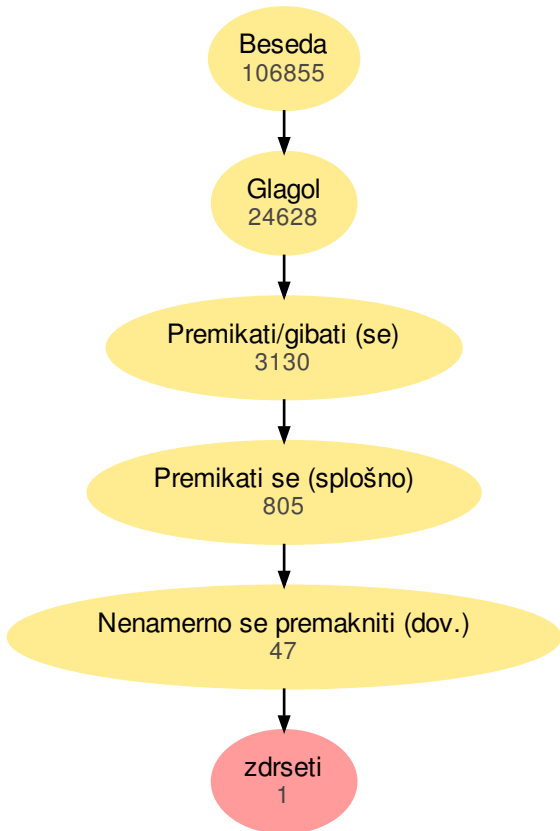 Beseda
106855
Glagol
24628
Premikati/gibati (se)
3130
Premikati se (splošno)
805
Nenamerno se premakniti (dov.)
47
zdrseti
1